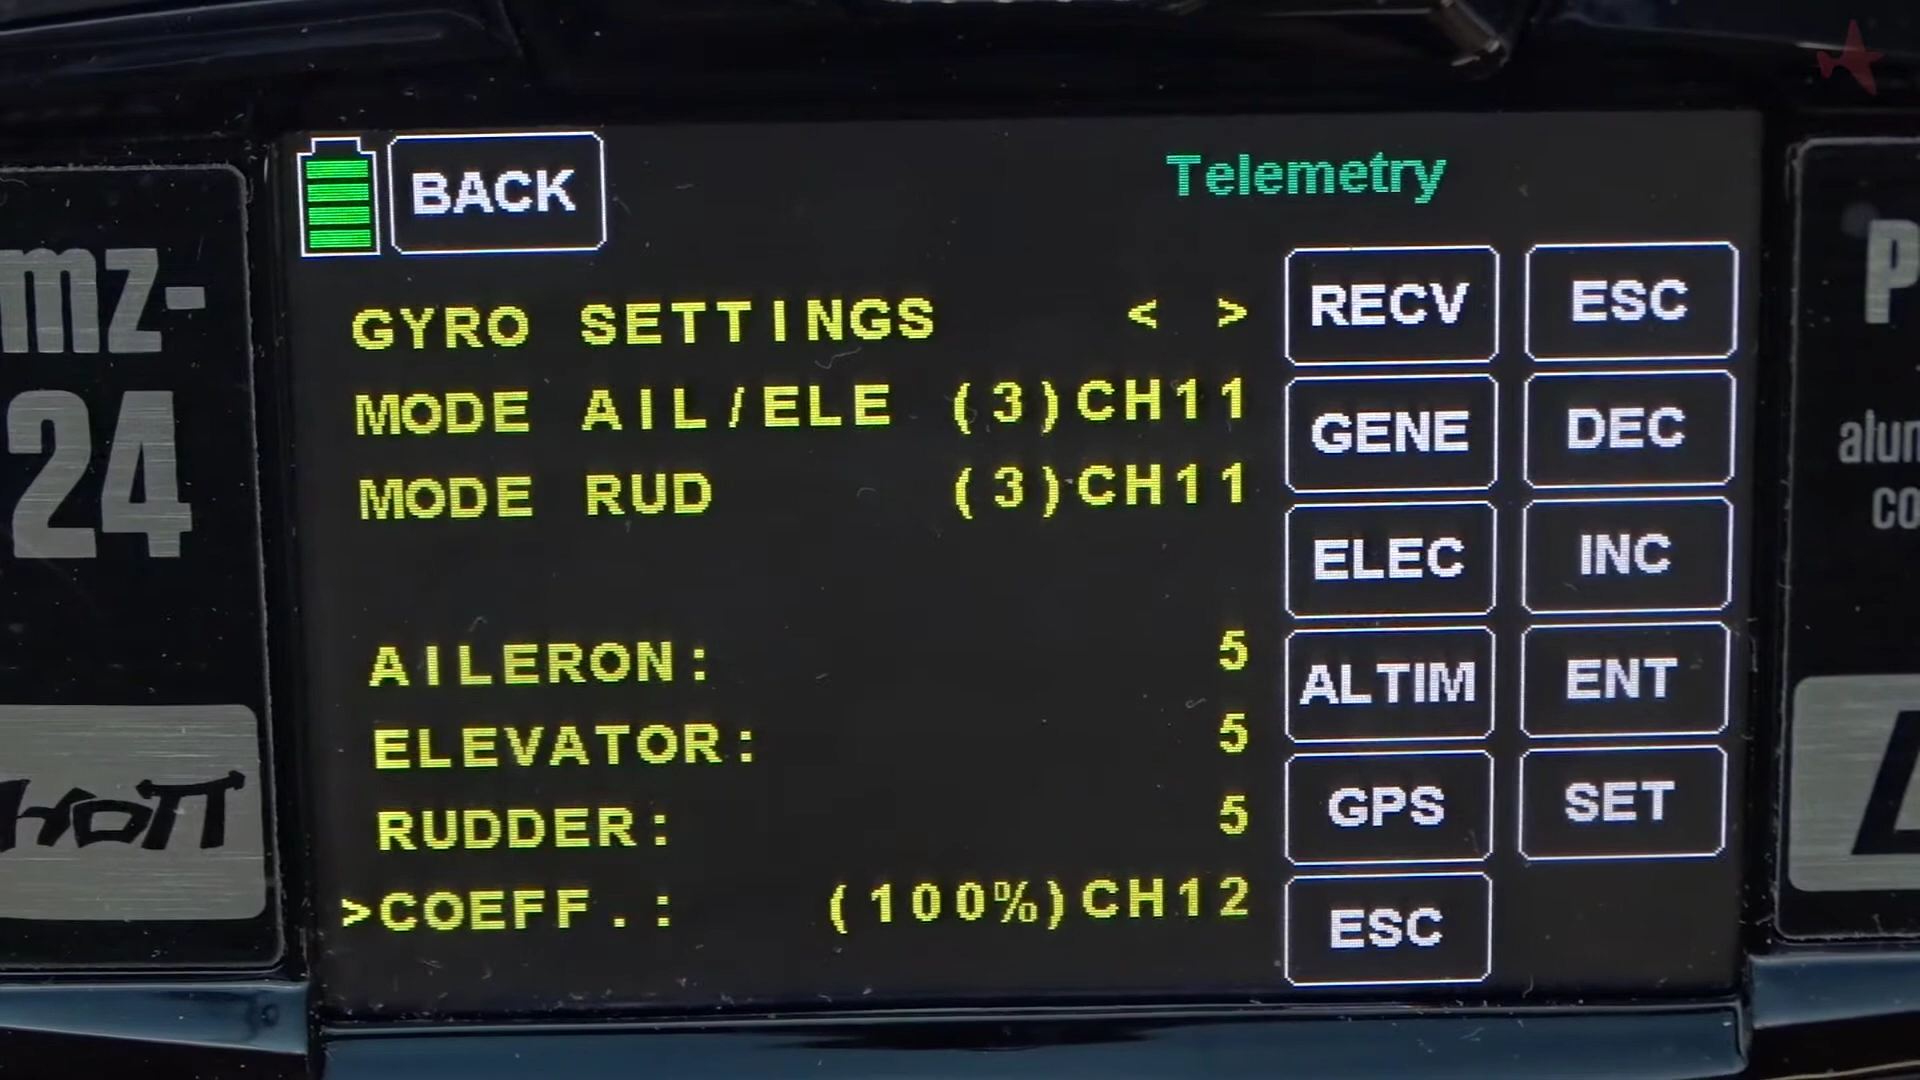 mz-
24
HOTT
BACK
Telemetry
GYRO SETTINGS < >
MODE AIL/ELE (3)CH11
MODE RUD (3)CH11
AILERON: 5
ELEVATOR: 5
RUDDER: 5
>COEFF.: (100%)CH12
RECV ESC
GENE DEC
ELEC INC
ALTIM ENT
GPS SET
ESC